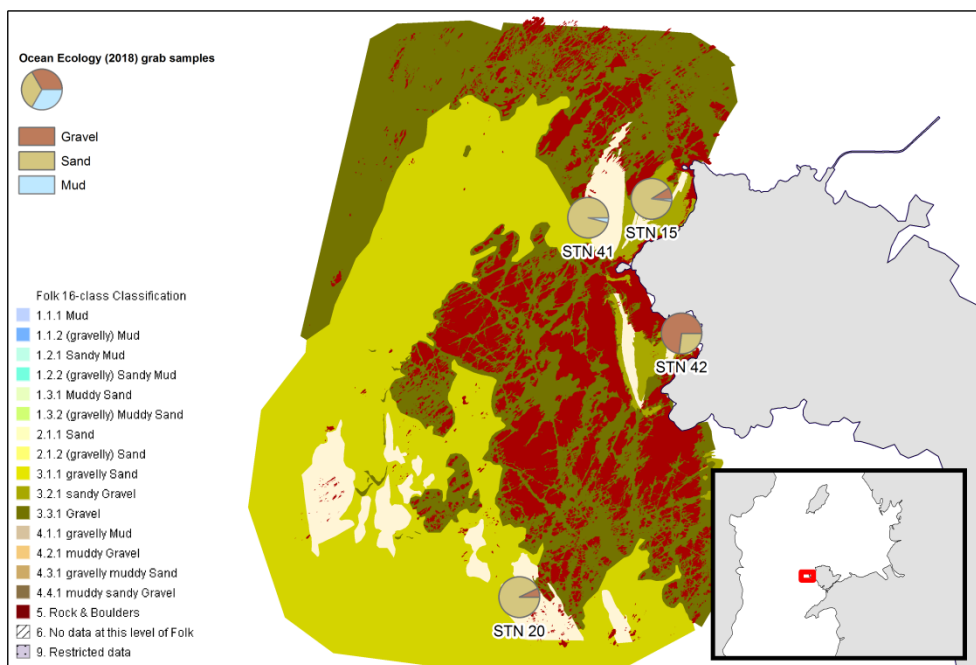 Ocean Ecology (2018) grab samples
Gravel
Sand
Mud
STN 15
STN 41
STN 42
STN 20
Folk 16-class Classification
1.1.1 Mud
1.1.2 (gravelly) Mud
1.2.1 Sandy Mud
1.2.2 (gravelly) Sandy Mud
1.3.1 Muddy Sand
1.3.2 (gravelly) Muddy Sand
2.1.1 Sand
2.1.2 (gravelly) Sand
3.1.1 gravelly Sand
3.2.1 sandy Gravel
3.3.1 Gravel
4.1.1 gravelly Mud
4.2.1 muddy Gravel
4.3.1 gravelly muddy Sand
4.4.1 muddy sandy Gravel
5. Rock & Boulders
6. No data at this level of Folk
9. Restricted data